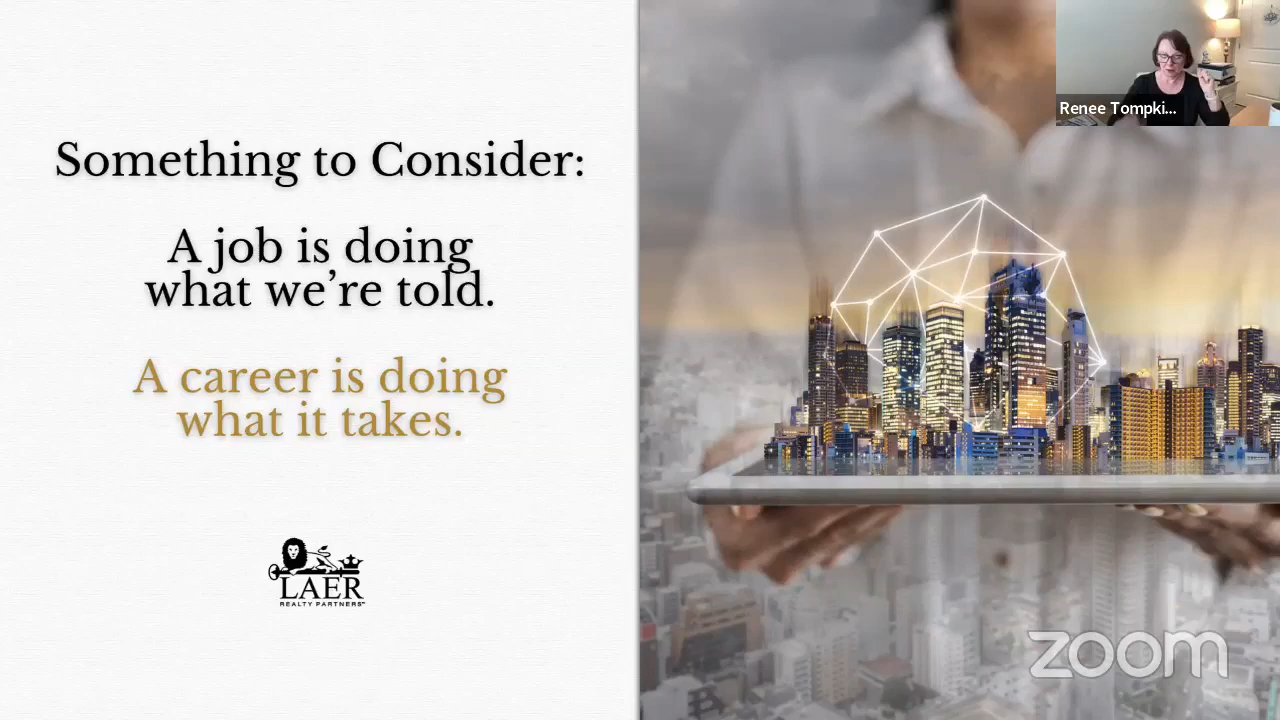 Something to Consider:
A job is doing
what we're told.
A career is doing
what it takes.
LAER
REALTY PARTNERS™
Renee Tompki...
zoom